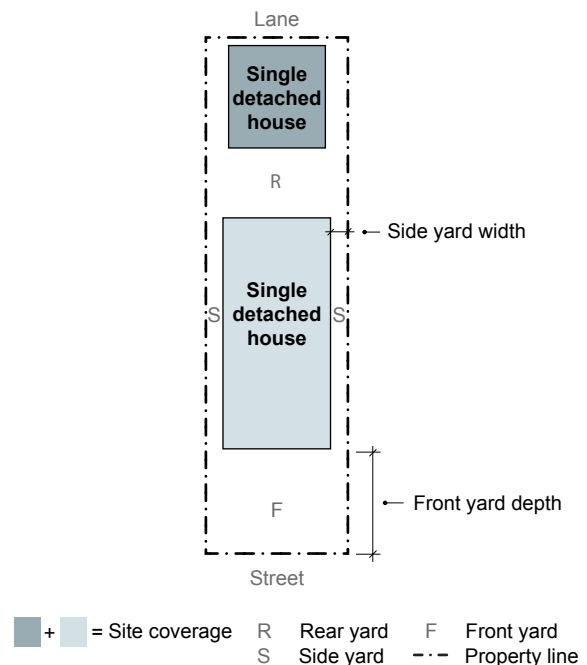 Lane
Single
detached
house
R
Side yard width
Single
detached
house
S
S
Front yard depth
F
Street
+ = Site coverage R Rear yard F Front yard
S Side yard Property line